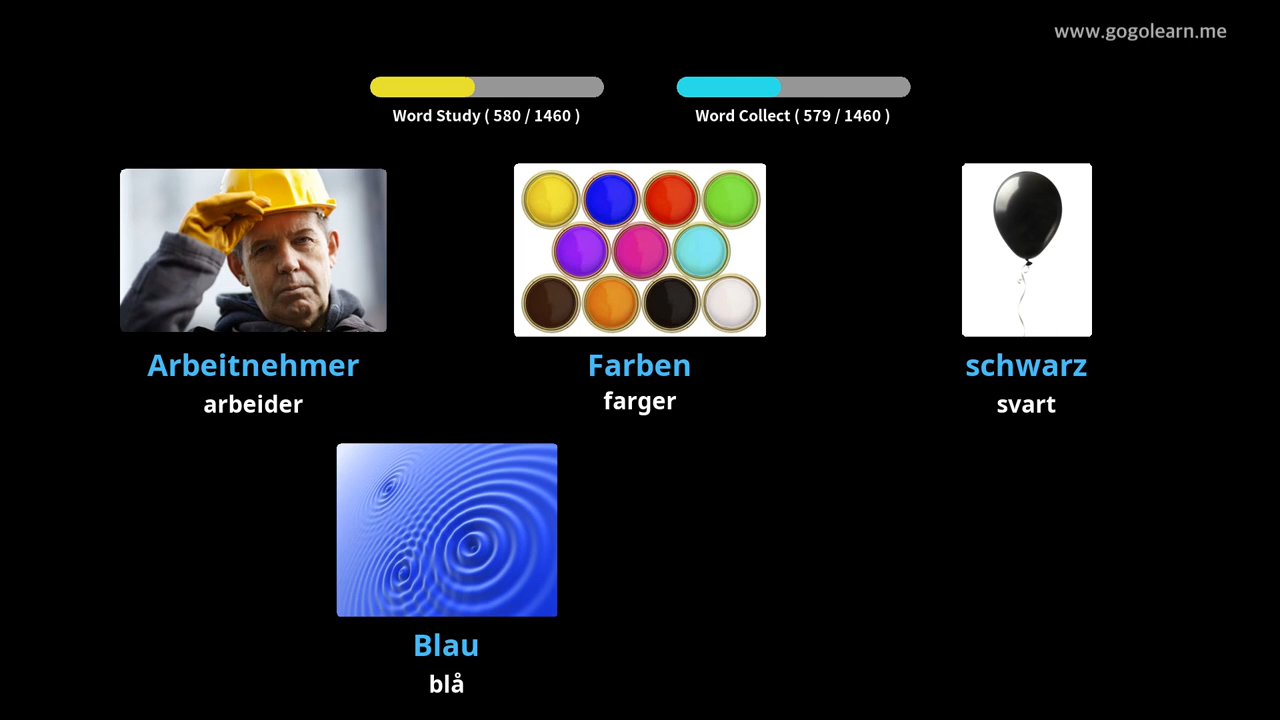 www.gogolearn.me
Word Study ( 580 / 1460 )
Word Collect ( 579 / 1460 )
Arbeitnehmer
arbeider
Farben
farger
schwarz
svart
Blau
blå